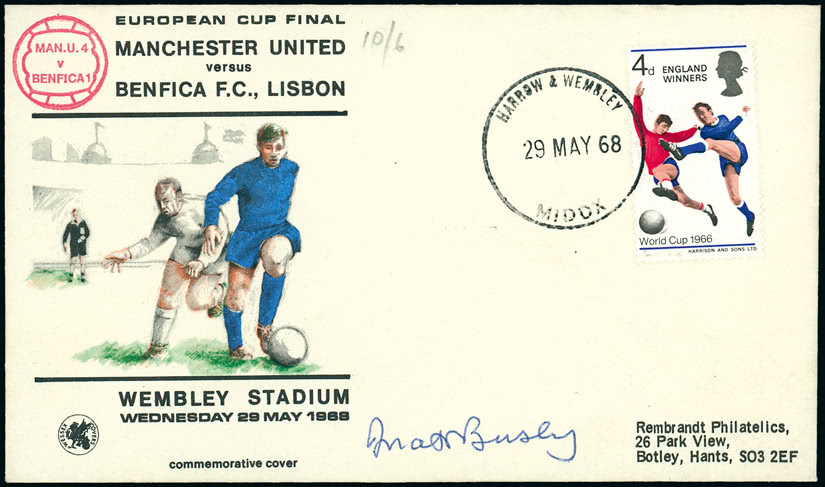 EUROPEAN CUP FINAL
MAN.U.4
v
BENFICA 1
MANCHESTER UNITED
versus
BENFICA F.C., LISBON
10/6
HARROW & WEMBLEY
29 MAY 68
MIDDX
4d ENGLAND
WINNERS
World Cup 1966
HARRISON AND SONS LTD
WEMBLEY STADIUM
WEDNESDAY 29 MAY 1968
WESSEX COVERS
commemorative cover
Matt Busby
Rembrandt Philatelics,
26 Park View,
Botley, Hants, SO3 2EF